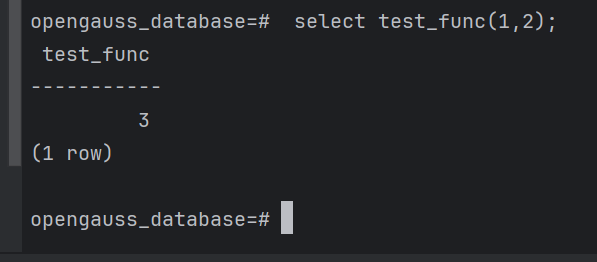 opengauss_database=#  select test_func(1,2);
 test_func
-----------
         3
(1 row)
opengauss_database=#